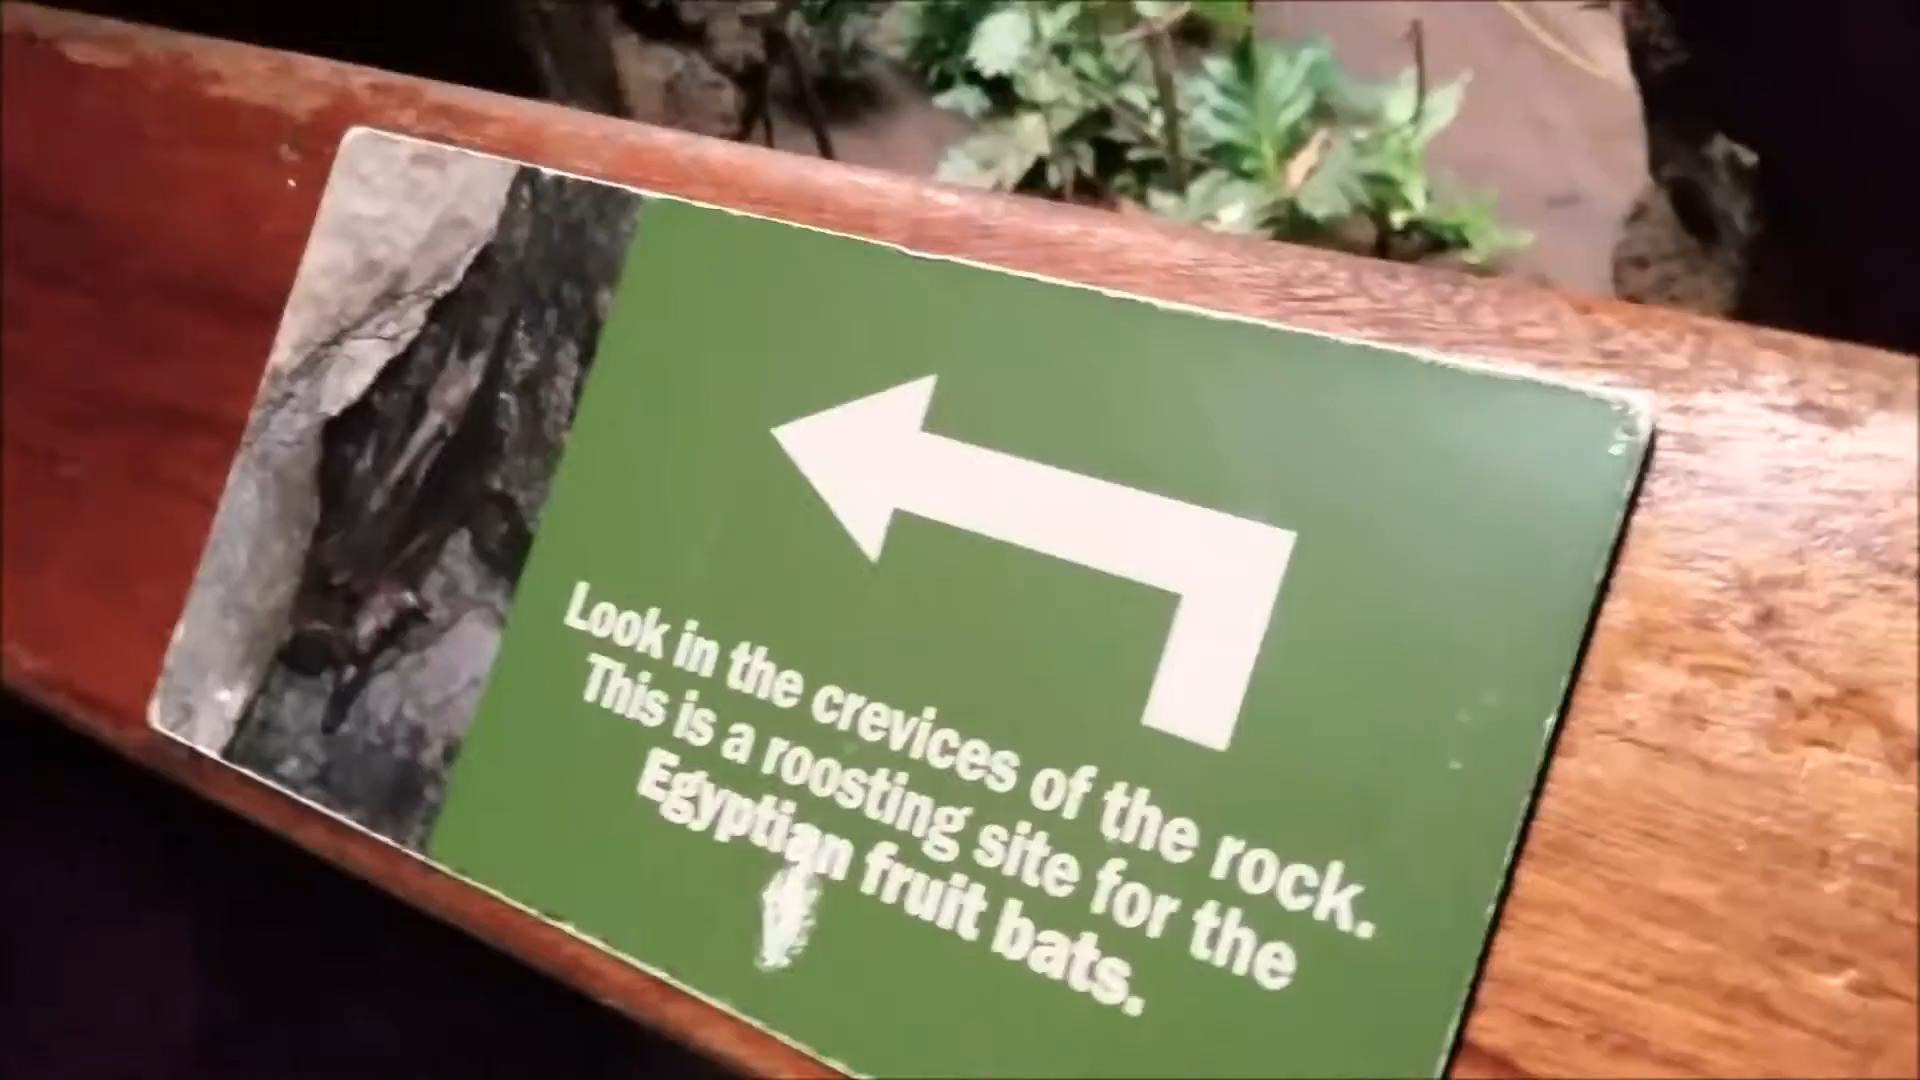 Look in the crevices of the rock.
This is a roosting site for the
Egyptian fruit bats.